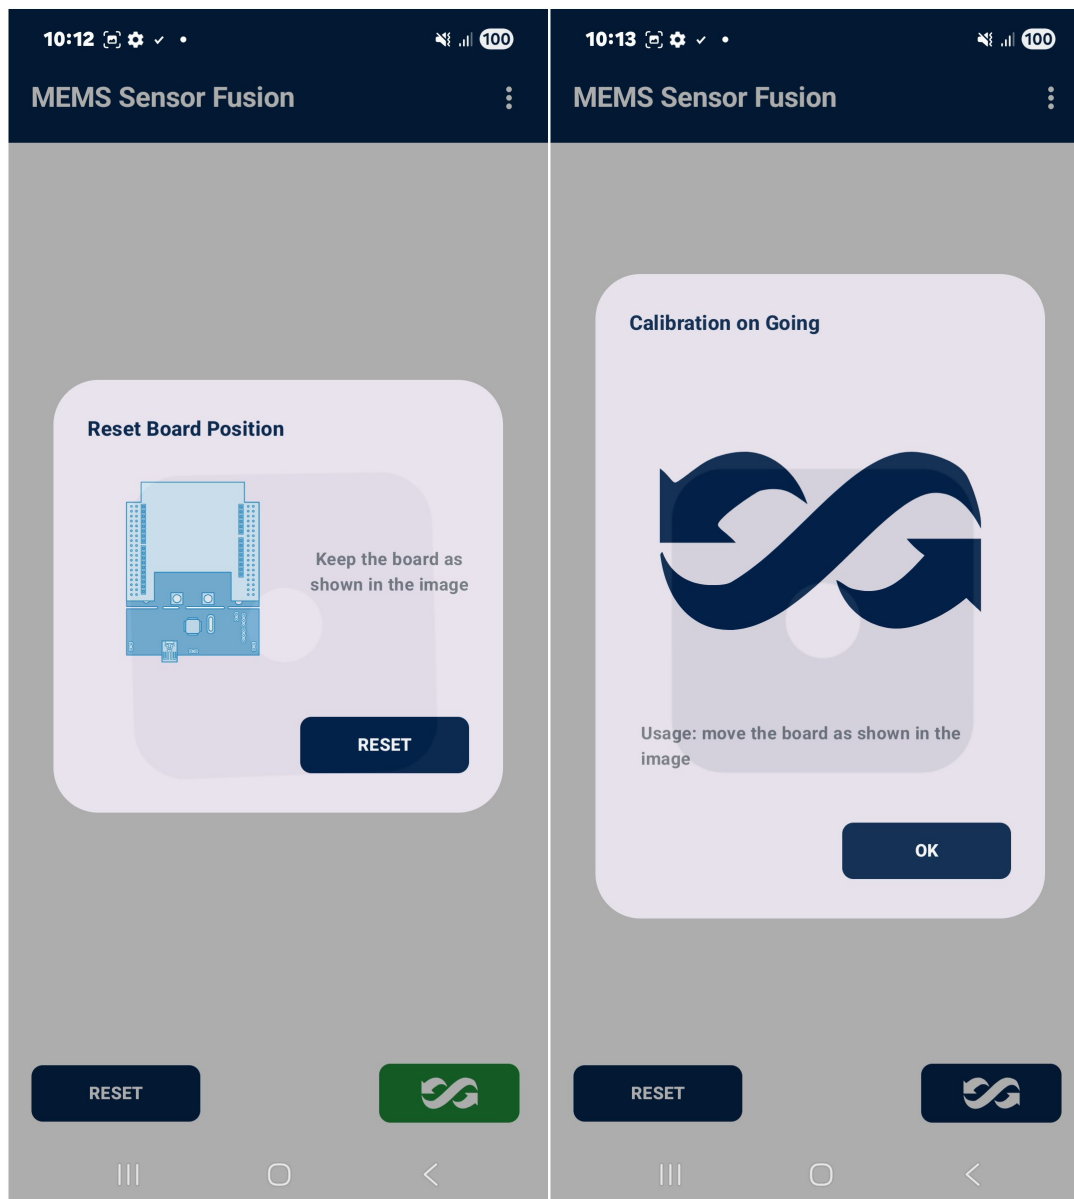 10:12
100
MEMS Sensor Fusion
Reset Board Position
Keep the board as
shown in the image
RESET
RESET
10:13
100
MEMS Sensor Fusion
Calibration on Going
Usage: move the board as shown in the
image
OK
RESET